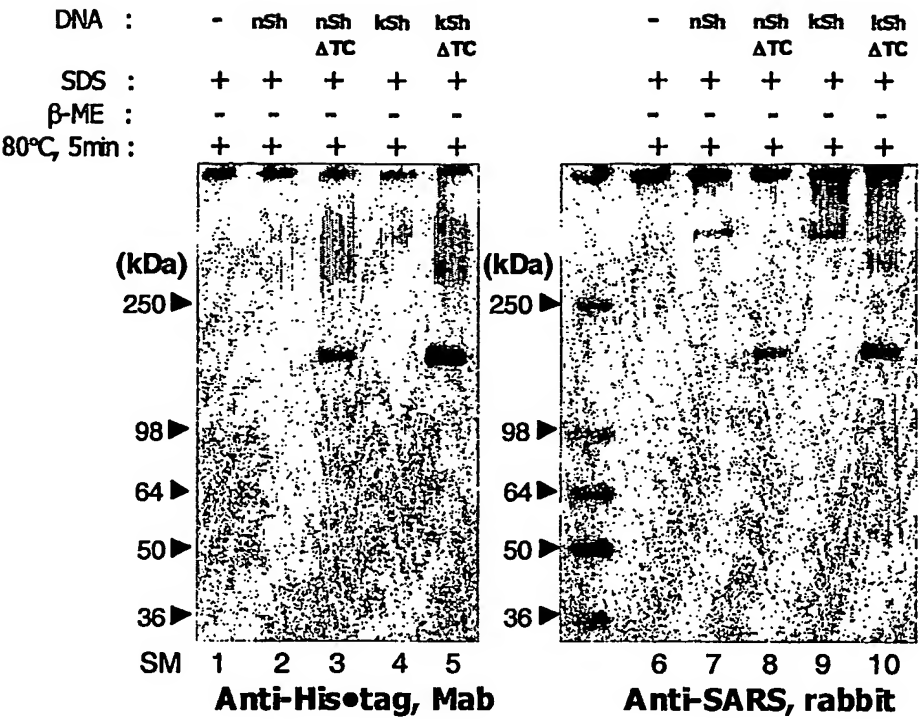 DNA : - nSh nSh ΔTC kSh kSh ΔTC - nSh nSh ΔTC kSh kSh ΔTC
SDS : + + + + + + + + + +
β-ME : - - - - - - - - - -
80°C, 5min : + + + + + + + + + +
(kDa) (kDa)
250 250
98 98
64 64
50 50
36 36
SM 1 2 3 4 5 6 7 8 9 10
Anti-His•tag, Mab Anti-SARS, rabbit